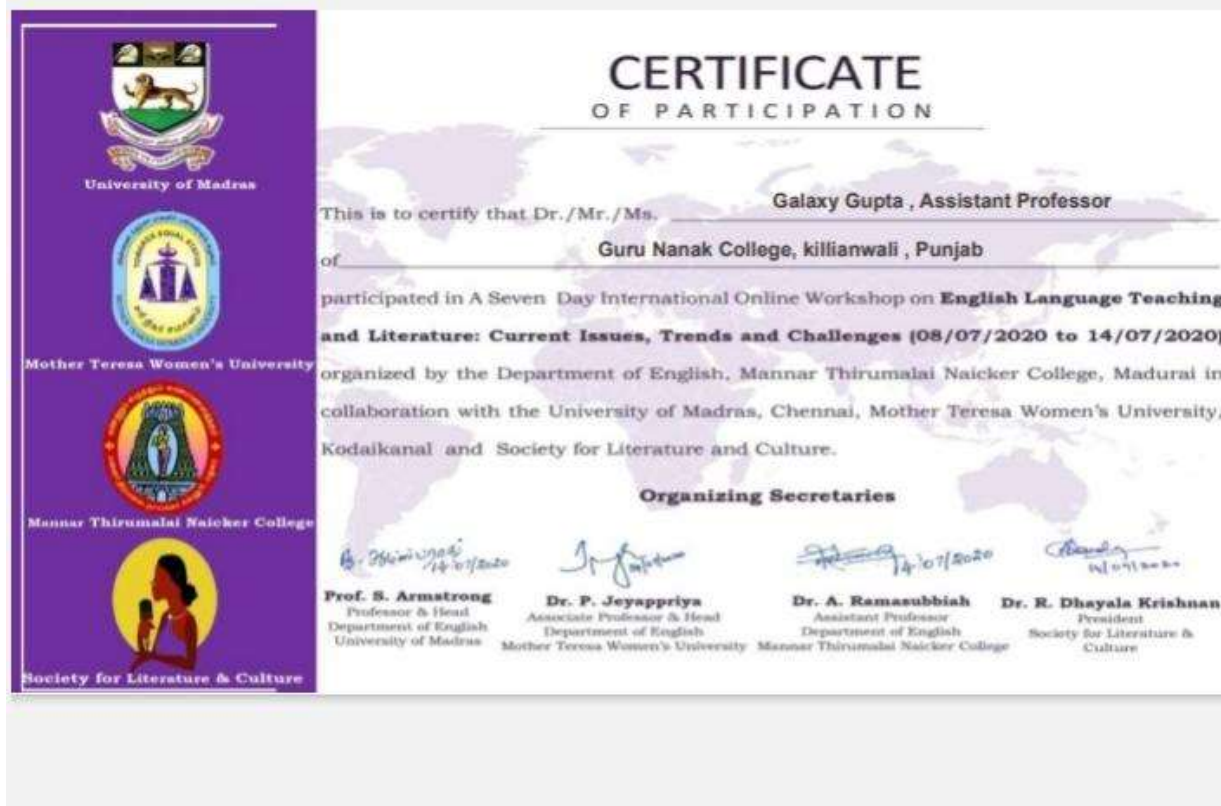 CERTIFICATE
OF PARTICIPATION
This is to certify that Dr./Mr./Ms. Galaxy Gupta , Assistant Professor
of Guru Nanak College, killianwali , Punjab
participated in A Seven Day International Online Workshop on English Language Teaching
and Literature: Current Issues, Trends and Challenges (08/07/2020 to 14/07/2020)
organized by the Department of English, Mannar Thirumalai Naicker College, Madurai in
collaboration with the University of Madras, Chennai, Mother Teresa Women's University,
Kodaikanal and Society for Literature and Culture.
Organizing Secretaries
14/07/2020
14/07/2020
Prof. S. Armstrong
Professor & Head
Department of English
University of Madras
Dr. P. Jeyappriya
Associate Professor & Head
Department of English
Mother Teresa Women's University
Dr. A. Ramasubbiah
Assistant Professor
Department of English
Mannar Thirumalai Naicker College
Dr. R. Dhayala Krishnan
President
Society for Literature &
Culture
University of Madras
TOWARDS EQUAL STATUS
Mother Teresa Women's University
Mannar Thirumalai Naicker College
Society for Literature & Culture